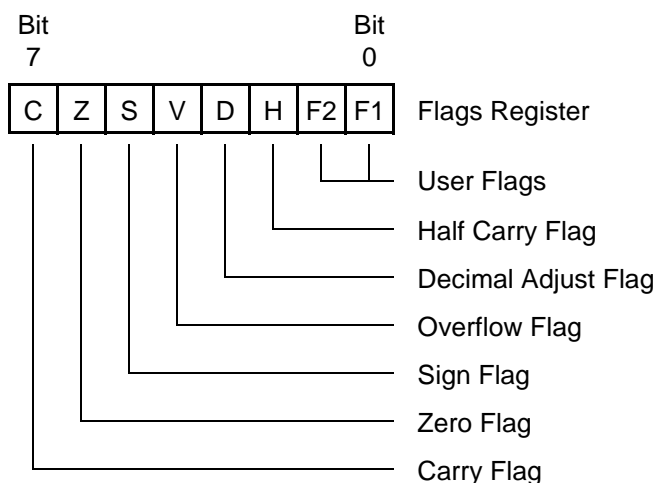 Bit Bit
7 0
C Z S V D H F2 F1 Flags Register
User Flags
Half Carry Flag
Decimal Adjust Flag
Overflow Flag
Sign Flag
Zero Flag
Carry Flag